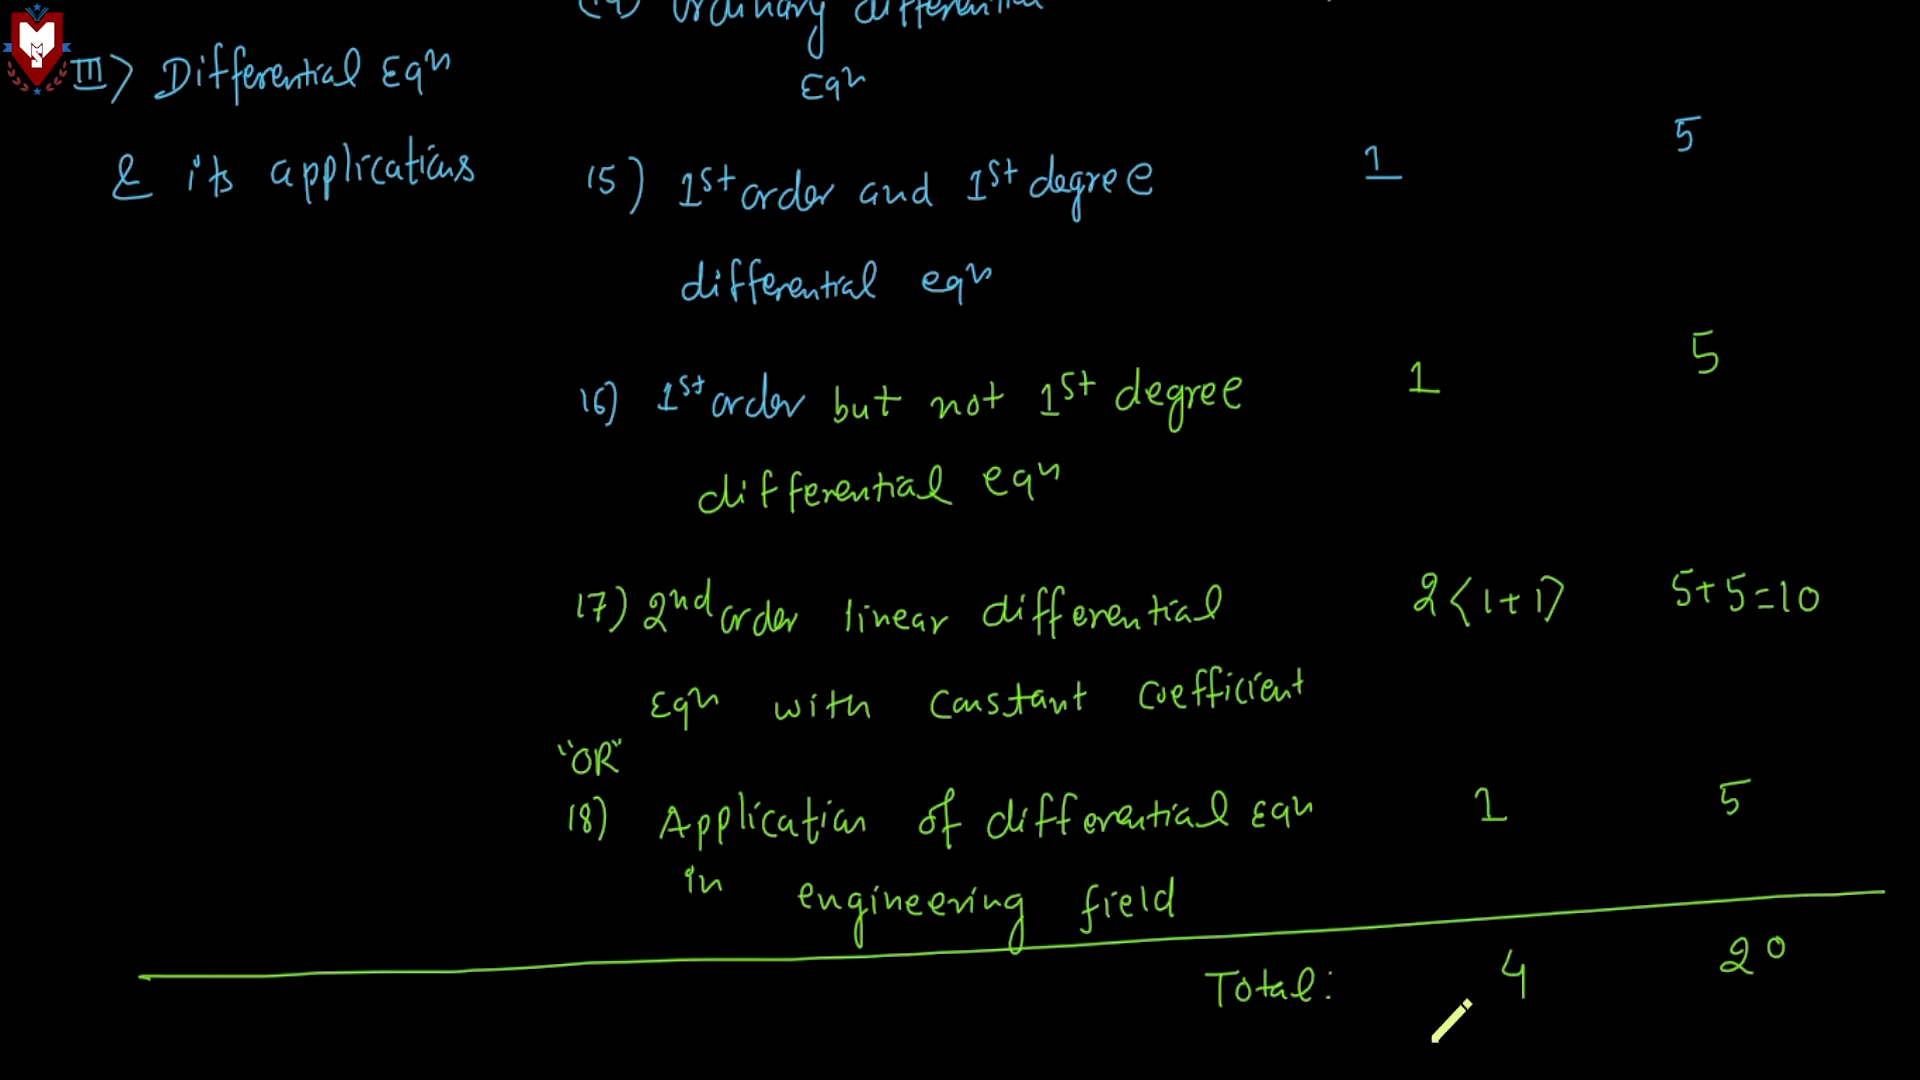 ordinary differential
III) Differential Eqn
Eqn
& its applications
15) 1st order and 1st degree 1 5
differential eqn
16) 1st order but not 1st degree 1 5
differential eqn
17) 2nd order linear differential 2 (1+1) 5+5=10
Eqn with constant coefficient
"OR"
18) Application of differential Eqn 1 5
in engineering field
Total: 4 20